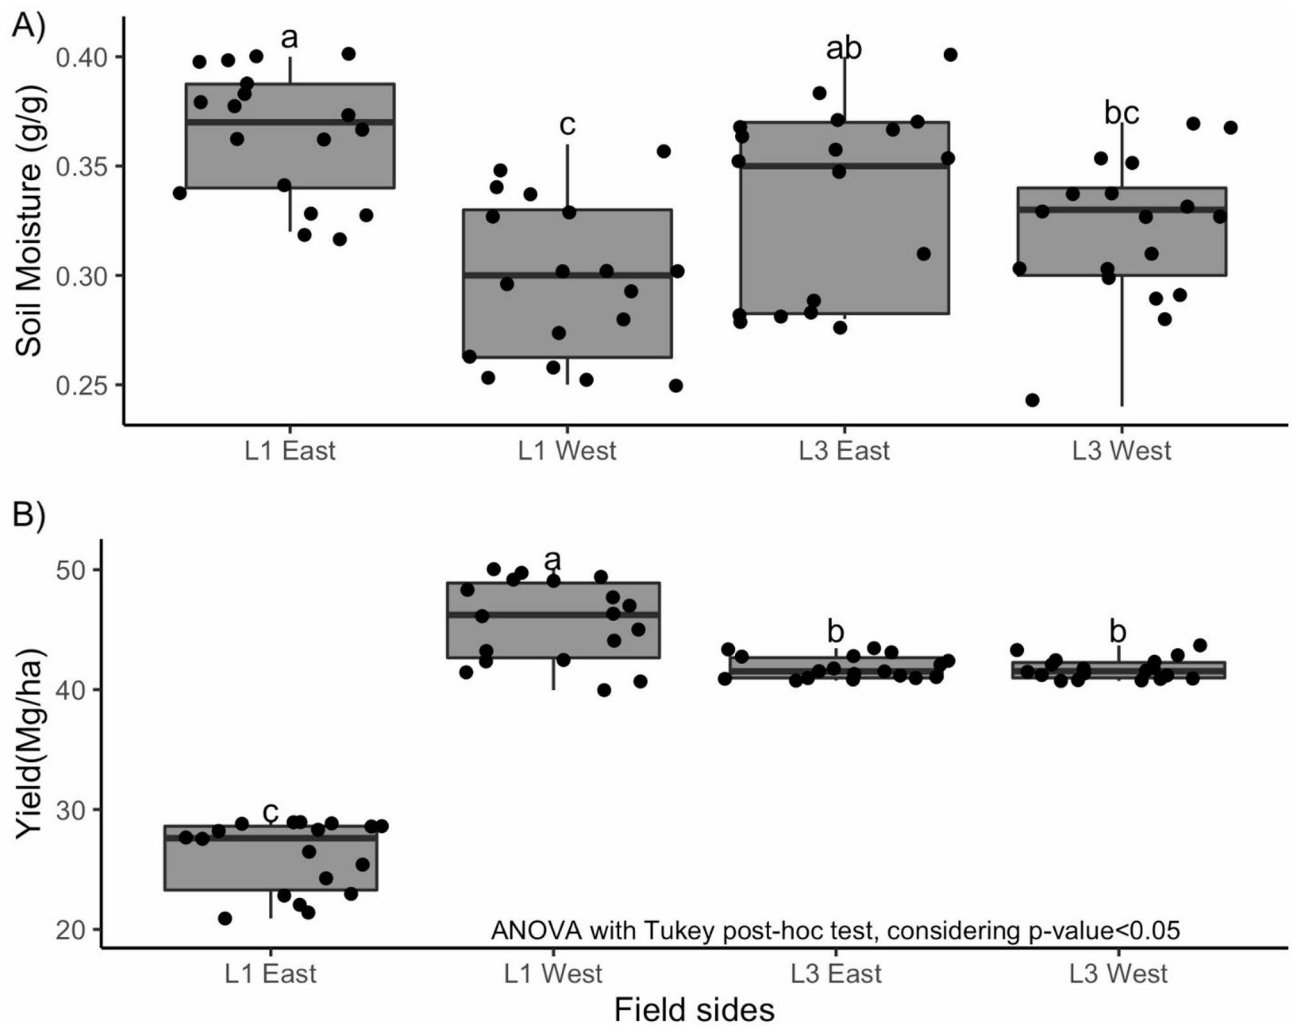 A)
Soil Moisture (g/g)
0.40
0.35
0.30
0.25
a
c
ab
bc
L1 East
L1 West
L3 East
L3 West
B)
Yield(Mg/ha)
50
40
30
20
c
a
b
b
ANOVA with Tukey post-hoc test, considering p-value<0.05
L1 East
L1 West
L3 East
L3 West
Field sides